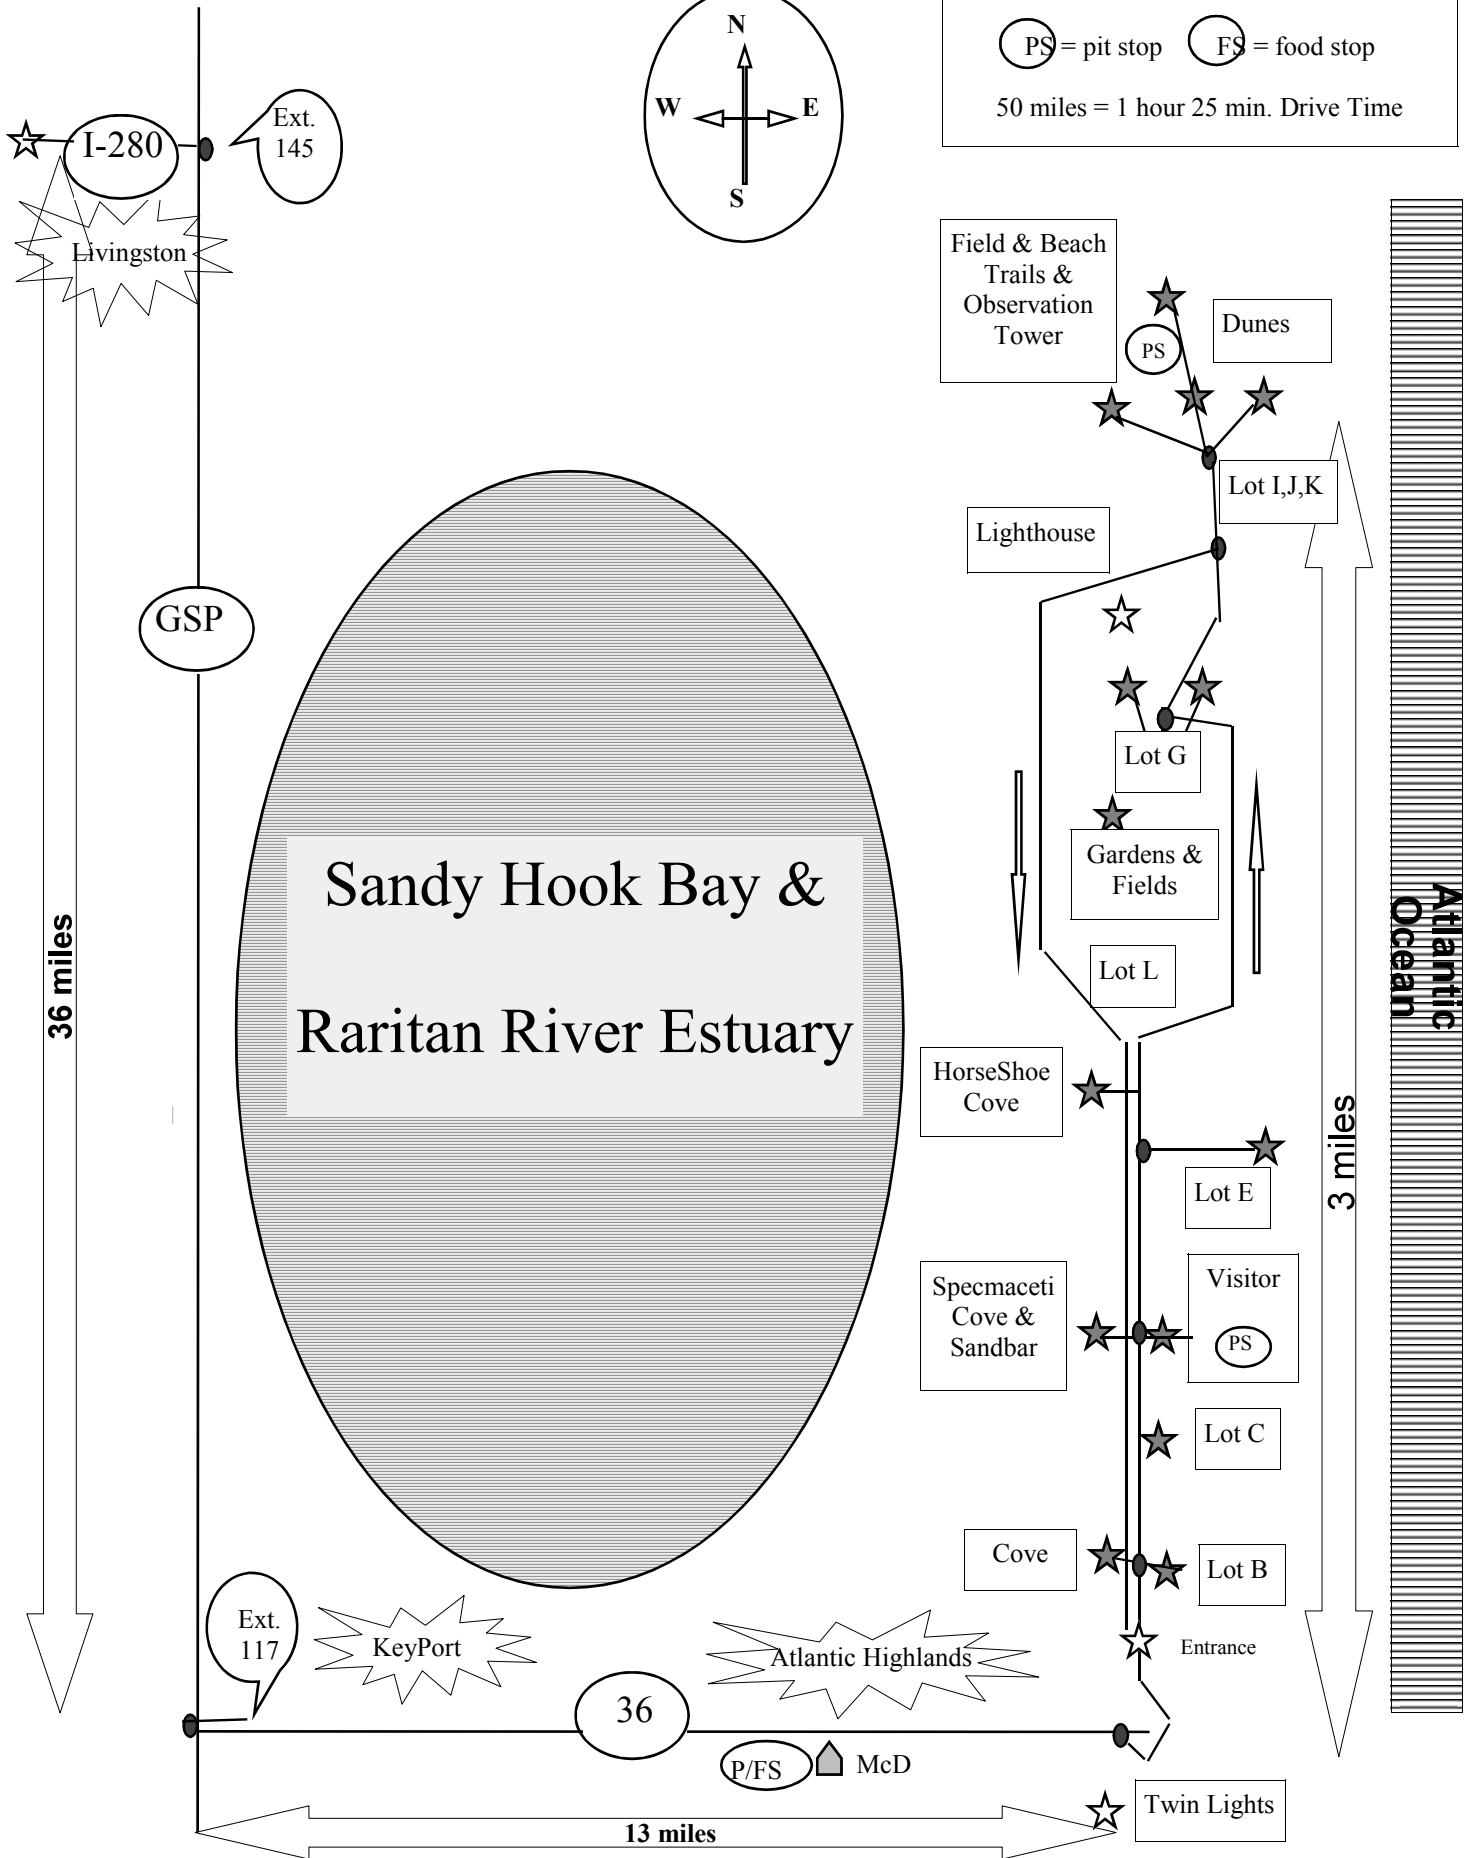 N
W
E
S
PS = pit stop
FS = food stop
50 miles = 1 hour 25 min. Drive Time
I-280
Ext.
145
Livingston
Field & Beach
Trails &
Observation
Tower
PS
Dunes
Lot I,J,K
Lighthouse
GSP
Lot G
Gardens &
Fields
Lot L
Sandy Hook Bay &
Raritan River Estuary
36 miles
Atlantic
Ocean
HorseShoe
Cove
Lot E
3 miles
Specmaceti
Cove &
Sandbar
Visitor
PS
Lot C
Cove
Lot B
Ext.
117
KeyPort
Atlantic Highlands
Entrance
36
P/FS
McD
Twin Lights
13 miles